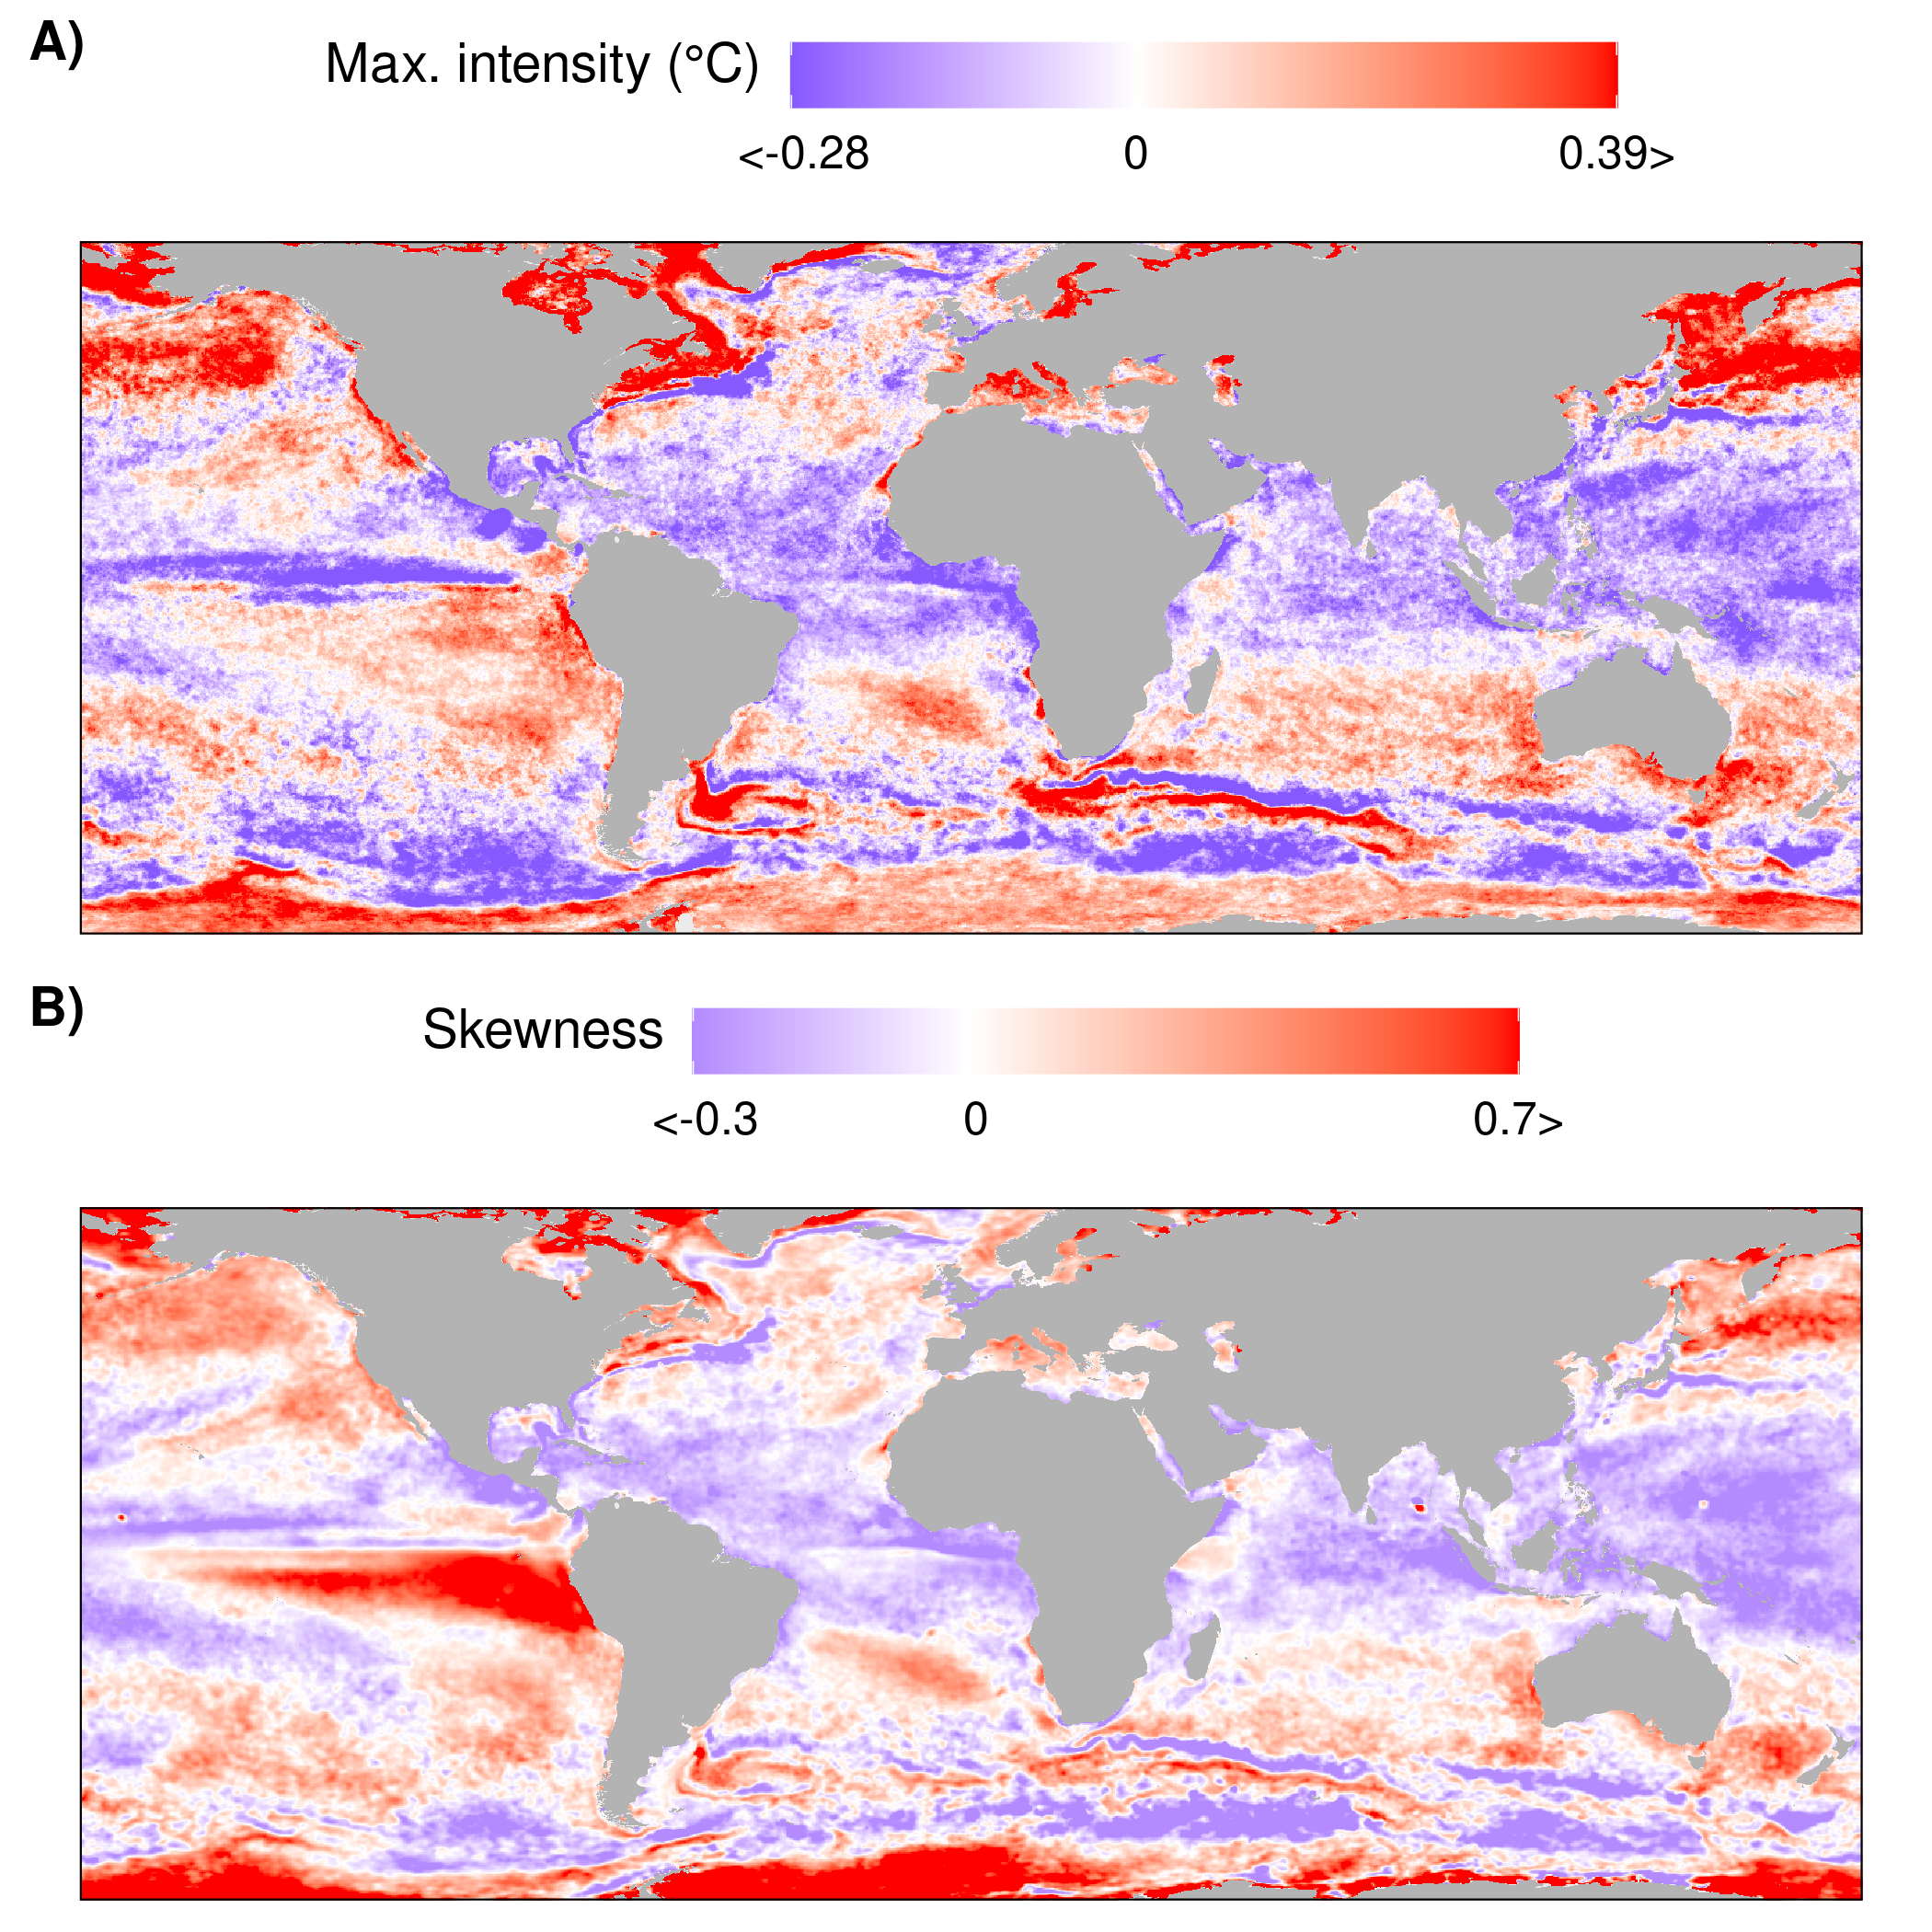 A)
Max. intensity (°C)
<-0.28 0 0.39>
B)
Skewness
<-0.3 0 0.7>